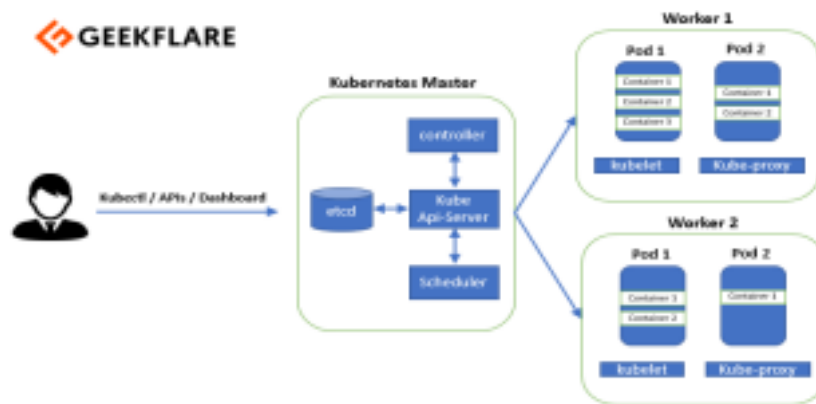 GEEKFLARE
Kubectl / APIs / Dashboard
Kubernetes Master
controller
etcd
Kube
Api-Server
Scheduler
Worker 1
Pod 1
Pod 2
Container 1
Container 2
Container 3
Container 1
Container 2
kubelet
Kube-proxy
Worker 2
Pod 1
Pod 2
Container 2
Container 1
kubelet
Kube-proxy